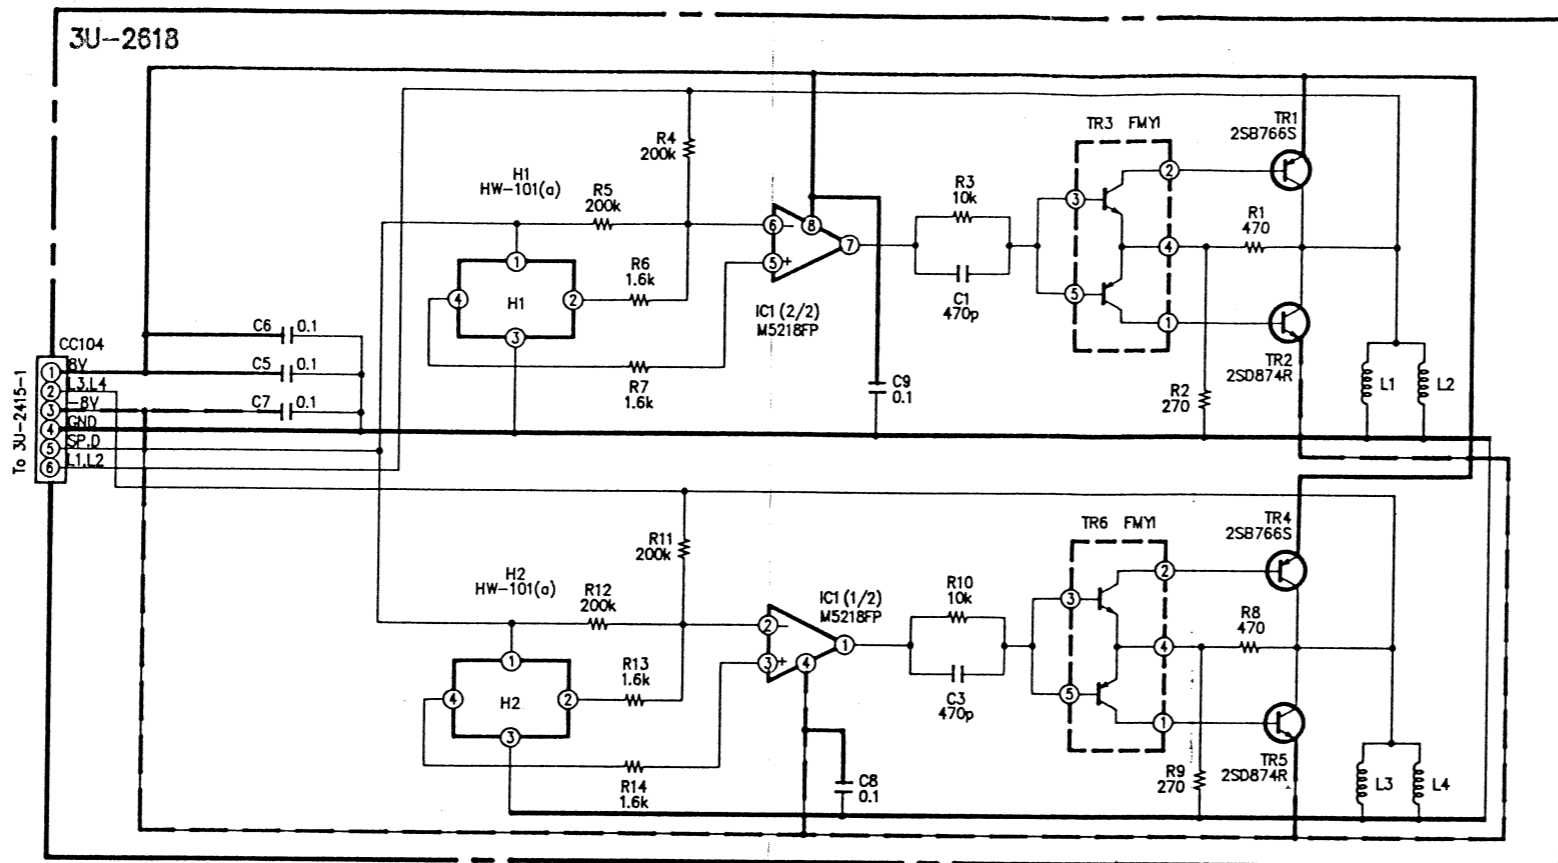 3U-2618
TR3 FMY1
TR1
2SB766S
R4
200k
H1
HW-101(a)
R5
200k
R3
10k
R1
470
R6
1.6k
H1
IC1(2/2)
M5218FP
C1
470p
TR2
2SD874R
R7
1.6k
C9
0.1
R2
270
L1
L2
C6 0.1
C5 0.1
C7 0.1
CC104
To 3U-2415-1
1 8V
2 L3,L4
3 -8V
4 GND
5 SP.D
6 L1,L2
1
2
3
4
6 -
5 +
8
7
3
5
2
4
1
TR6 FMY1
TR4
2SB766S
R11
200k
H2
HW-101(a)
R12
200k
IC1(1/2)
M5218FP
R10
10k
R8
470
R13
1.6k
H2
C3
470p
R14
1.6k
C8
0.1
R9
270
TR5
2SD874R
L3
L4
1
2
3
4
2 -
3 +
4
1
3
5
2
4
1